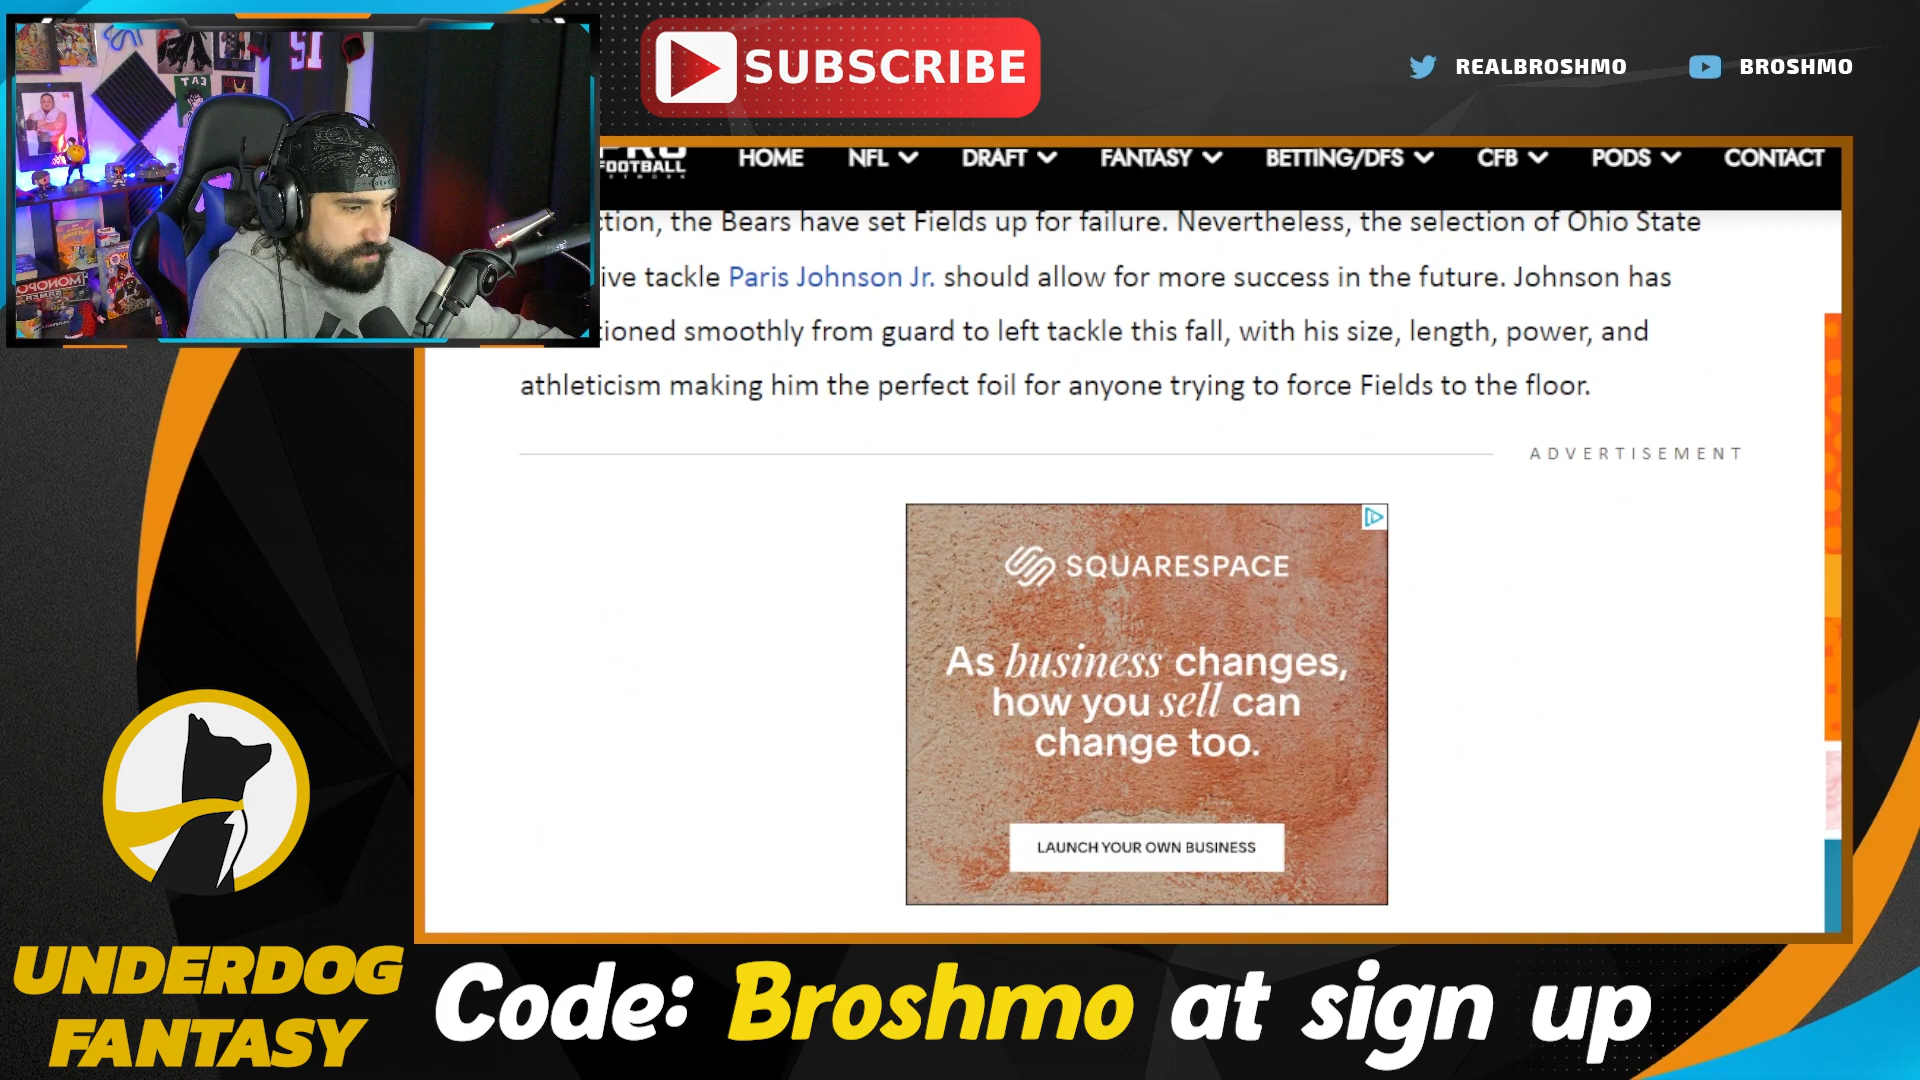 SUBSCRIBE
REALBROSHMO
BROSHMO
FOOTBALL
HOME
NFL
DRAFT
FANTASY
BETTING/DFS
CFB
PODS
CONTACT
ction, the Bears have set Fields up for failure. Nevertheless, the selection of Ohio State
ive tackle Paris Johnson Jr. should allow for more success in the future. Johnson has
tioned smoothly from guard to left tackle this fall, with his size, length, power, and
athleticism making him the perfect foil for anyone trying to force Fields to the floor.
ADVERTISEMENT
SQUARESPACE
As business changes,
how you sell can
change too.
LAUNCH YOUR OWN BUSINESS
UNDERDOG
FANTASY
Code: Broshmo at sign up